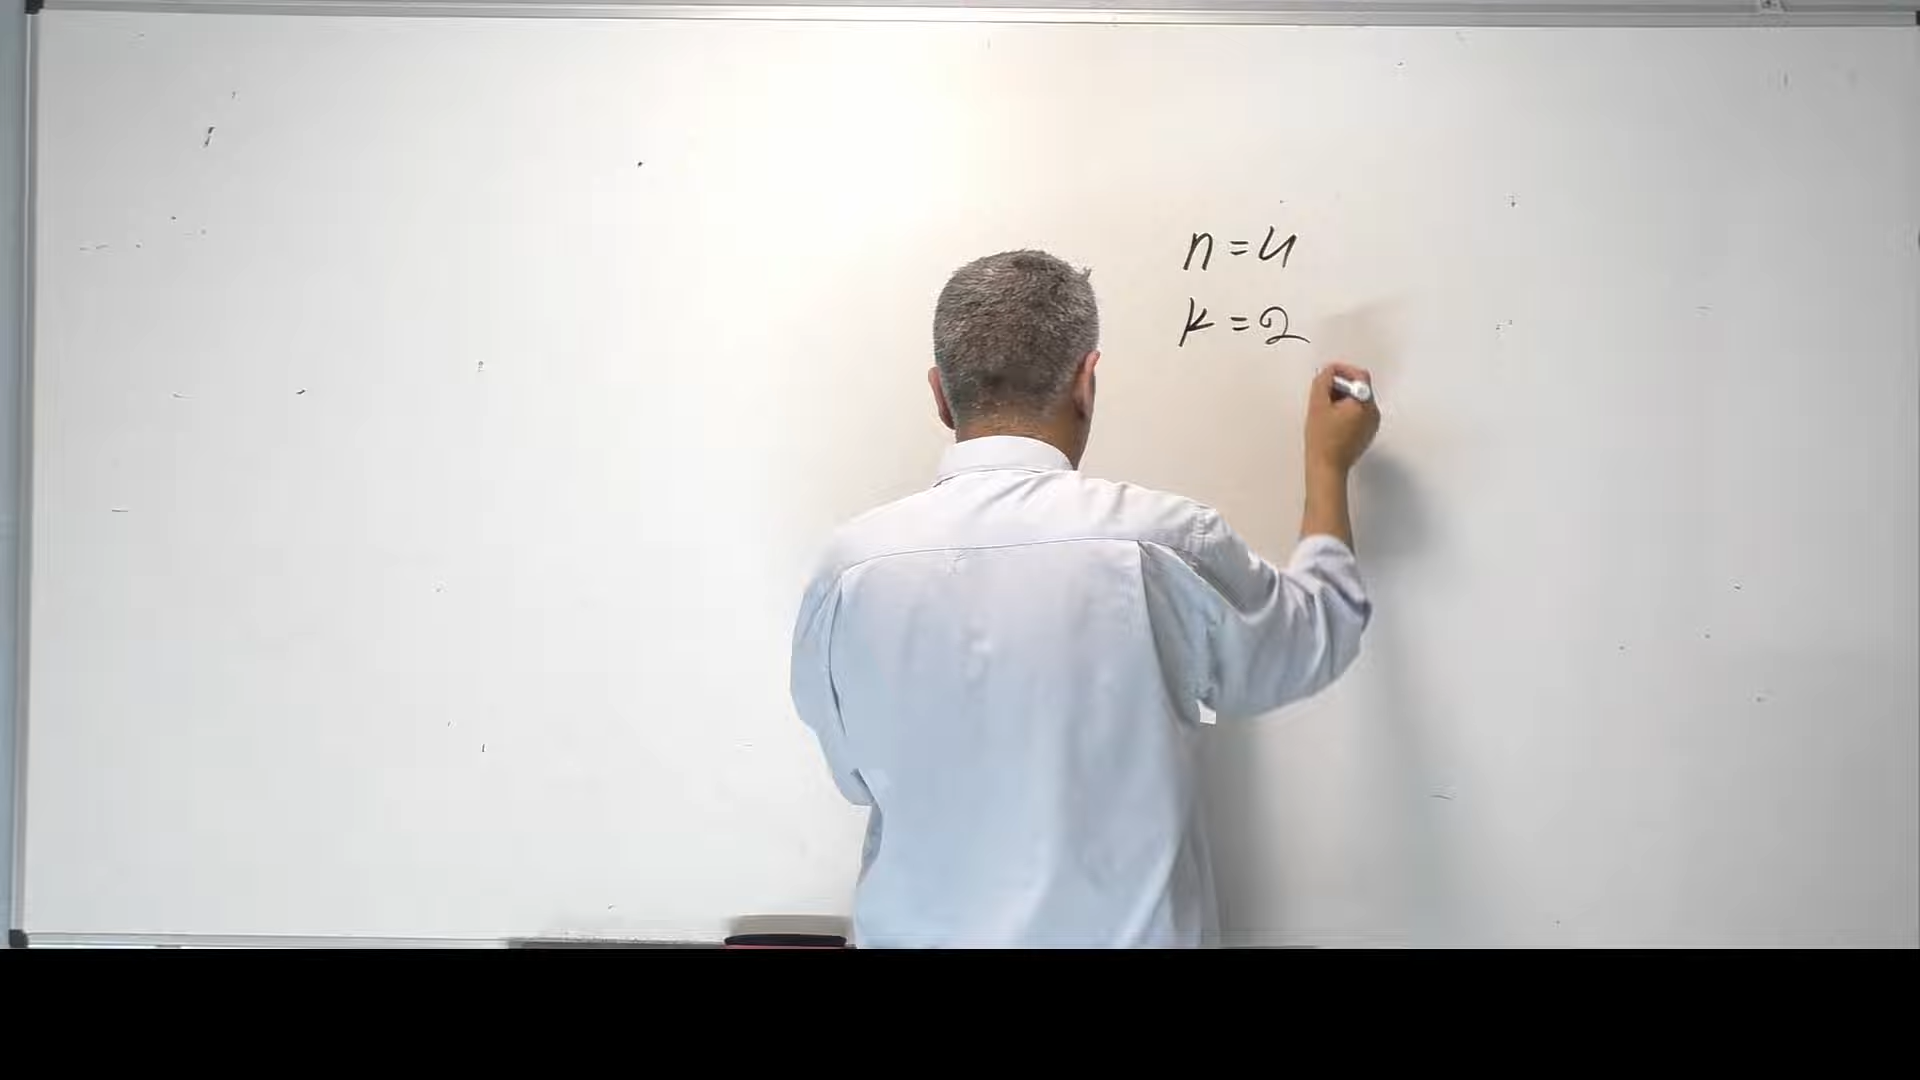 n = 4
k = 2